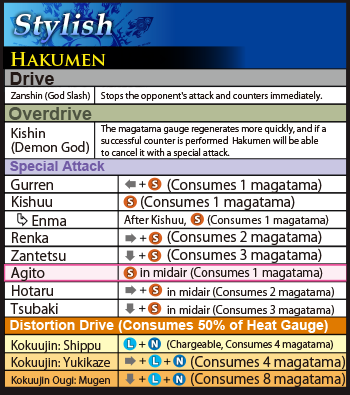 Stylish
HAKUMEN
Drive
Zanshin (God Slash) Stops the opponent's attack and counters immediately.
Overdrive
Kishin
(Demon God)
The magatama gauge regenerates more quickly, and if a
successful counter is performed Hakumen will be able
to cancel it with a special attack.
Special Attack
Gurren ← + S (Consumes 1 magatama)
Kishuu S (Consumes 1 magatama)
↳ Enma After Kishuu, S (Consumes 1 magatama)
Renka → + S (Consumes 2 magatama)
Zantetsu ↓ + S (Consumes 3 magatama)
Agito S in midair (Consumes 1 magatama)
Hotaru → + S in midair (Consumes 2 magatama)
Tsubaki ↓ + S in midair (Consumes 3 magatama)
Distortion Drive (Consumes 50% of Heat Gauge)
Kokuujin: Shippu L + N (Chargeable, Consumes 4 magatama)
Kokuujin: Yukikaze → + L + N (Consumes 4 magatama)
Kokuujin Ougi: Mugen ↓ + L + N (Consumes 8 magatama)